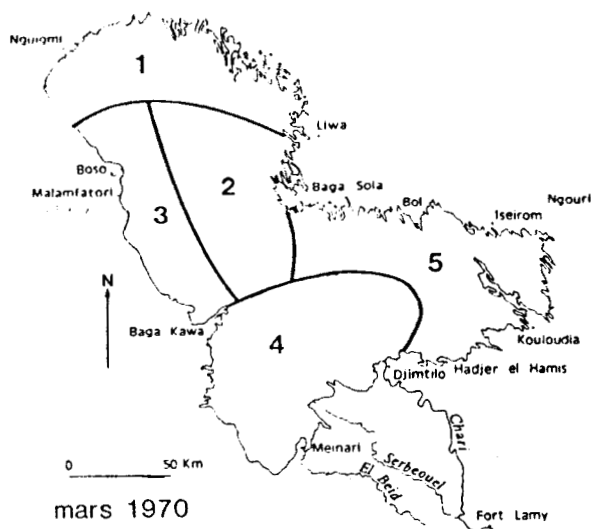 Nguigmi
1
Liwa
Boso
Malamfatori
2
3
Baga Sola
Bol
Ngouri
Iseirom
5
N
Baga Kawa
4
Kouloudia
Djimtilo
Hadjer el Hamis
Chari
Meinari
Serbeouel
El Beid
0 50 Km
mars 1970
Fort Lamy